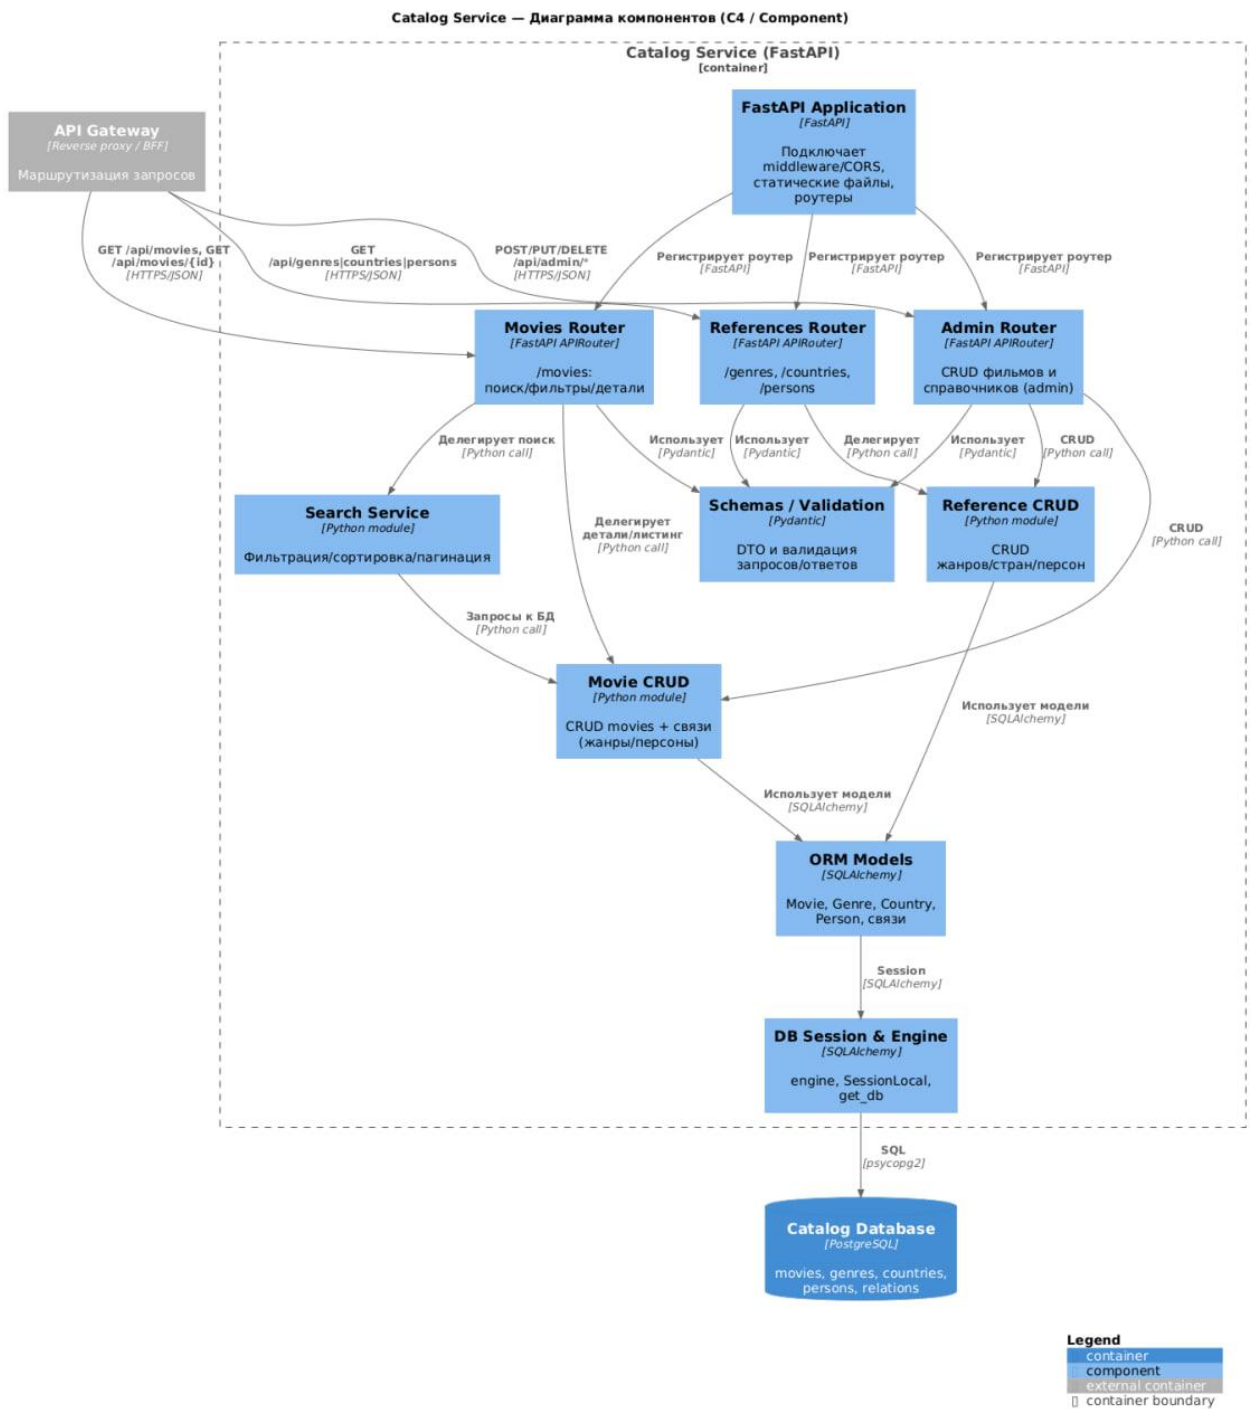 Catalog Service — Диаграмма компонентов (C4 / Component)
Catalog Service (FastAPI)
[container]
FastAPI Application
[FastAPI]
Подключает
middleware/CORS,
статические файлы,
роутеры
API Gateway
[Reverse proxy / BFF]
Маршрутизация запросов
GET /api/movies, GET
/api/movies/{id}
[HTTPS/JSON]
GET
/api/genres|countries|persons
[HTTPS/JSON]
POST/PUT/DELETE
/api/admin/*
[HTTPS/JSON]
Регистрирует роутер
[FastAPI]
Регистрирует роутер
[FastAPI]
Регистрирует роутер
[FastAPI]
Movies Router
[FastAPI APIRouter]
/movies:
поиск/фильтры/детали
References Router
[FastAPI APIRouter]
/genres, /countries,
/persons
Admin Router
[FastAPI APIRouter]
CRUD фильмов и
справочников (admin)
Делегирует поиск
[Python call]
Использует
[Pydantic]
Использует
[Pydantic]
Делегирует
[Python call]
Использует
[Pydantic]
CRUD
[Python call]
Search Service
[Python module]
Фильтрация/сортировка/пагинация
Делегирует
детали/листинг
[Python call]
Schemas / Validation
[Pydantic]
DTO и валидация
запросов/ответов
Reference CRUD
[Python module]
CRUD
жанров/стран/персон
CRUD
[Python call]
Запросы к БД
[Python call]
Movie CRUD
[Python module]
CRUD movies + связи
(жанры/персоны)
Использует модели
[SQLAlchemy]
Использует модели
[SQLAlchemy]
ORM Models
[SQLAlchemy]
Movie, Genre, Country,
Person, связи
Session
[SQLAlchemy]
DB Session & Engine
[SQLAlchemy]
engine, SessionLocal,
get_db
SQL
[psycopg2]
Catalog Database
[PostgreSQL]
movies, genres, countries,
persons, relations
Legend
container
component
external container
container boundary